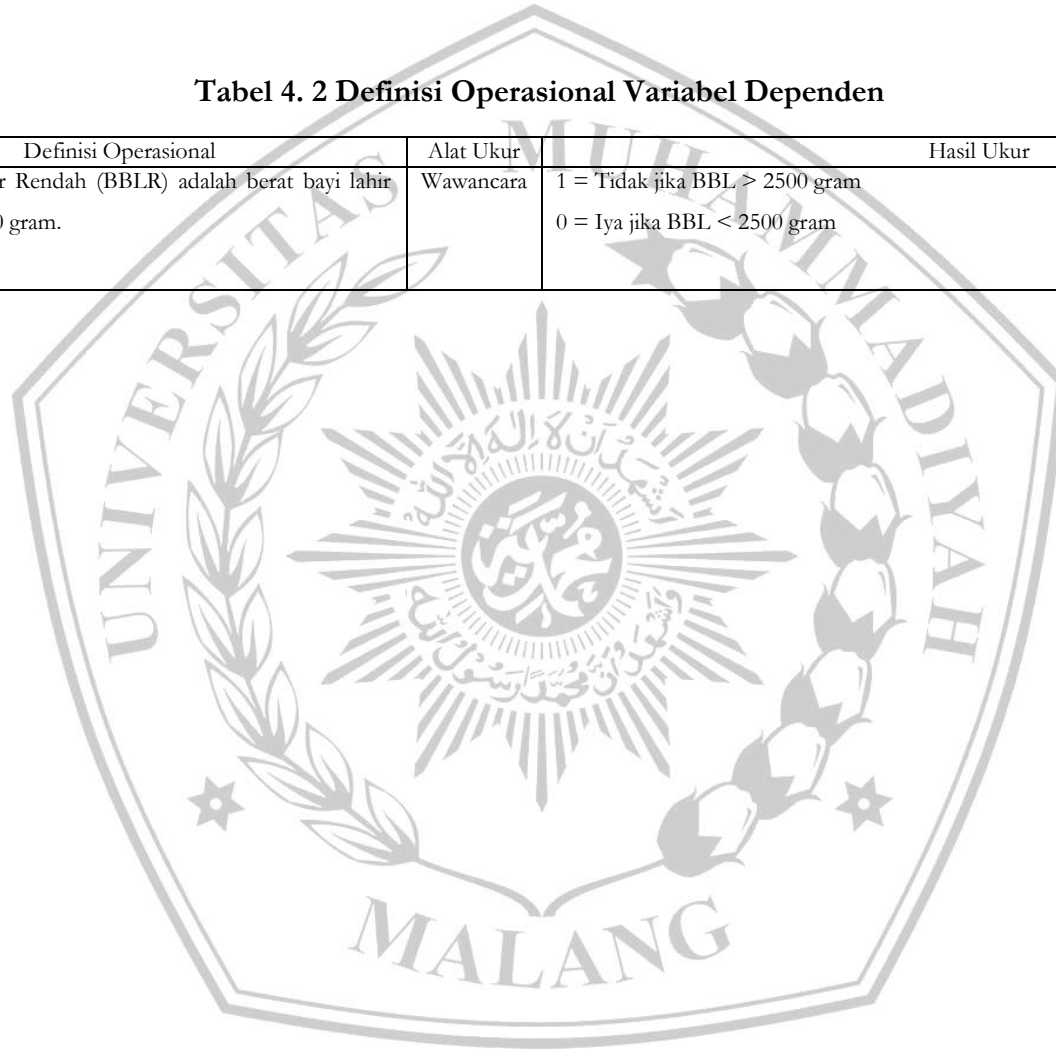 Tabel 4. 2 Definisi Operasional Variabel Dependen
Definisi Operasional Alat Ukur Hasil Ukur
r Rendah (BBLR) adalah berat bayi lahir Wawancara 1 = Tidak jika BBL > 2500 gram
0 gram. 0 = Iya jika BBL < 2500 gram
UNIVERSITAS MUHAMMADIYAH
MALANG